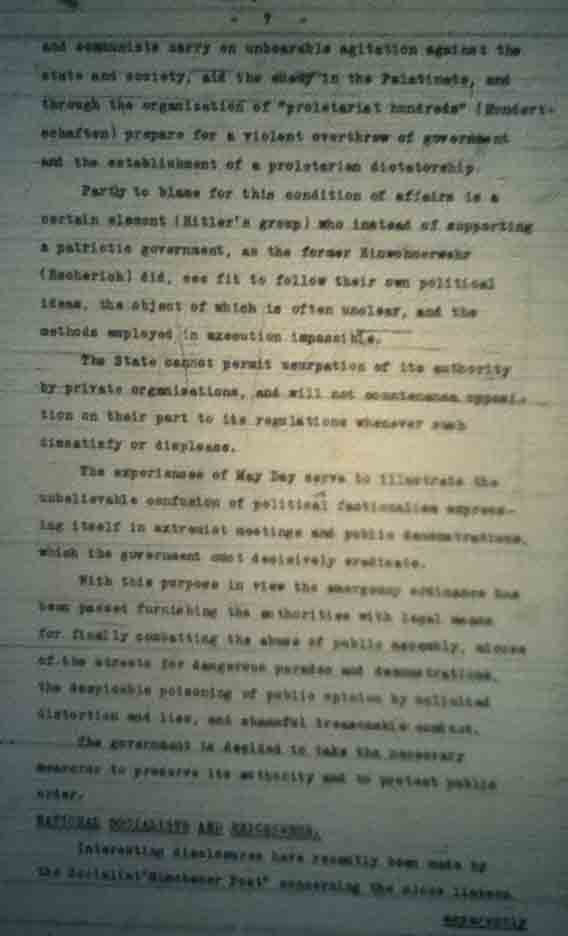 - 7 -
and communists carry on unbearable agitation against the
state and society, aid the enemy in the Palatinate, and
through the organization of "proletariat hundreds" (Hundert-
schaften) prepare for a violent overthrow of government
and the establishment of a proletarian dictatorship.
Partly to blame for this condition of affairs is a
certain element (Hitler's group) who instead of supporting
a patriotic government, as the former Einwohnerwehr
(Escherich) did, see fit to follow their own political
ideas, the object of which is often unclear, and the
methods employed in execution impossible.
The State cannot permit usurpation of its authority
by private organizations, and will not countenance opposi-
tion on their part to its regulations whenever such
dissatisfy or displease.
The experiences of May Day serve to illustrate the
unbelievable confusion of political factionalism express-
ing itself in extremist meetings and public demonstrations,
which the government must decisively eradicate.
With this purpose in view the emergency ordinance has
been passed furnishing the authorities with legal means
for finally combatting the abuse of public assembly, misuse
of the streets for dangerous parades and demonstrations,
the despicable poisoning of public opinion by unlimited
distortion and lies, and shameful treasonable conduct.
The government is decided to take the necessary
measures to preserve its authority and to protect public
order.
NATIONAL SOCIALISTS AND REICHSWEHR.
Interesting disclosures have recently been made by
the Socialist "Münchener Post" concerning the close liaison